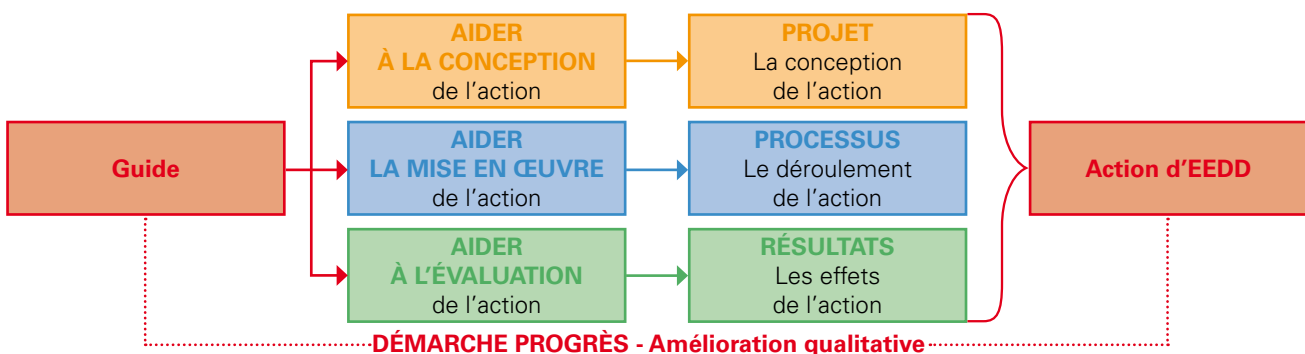 Guide
AIDER
À LA CONCEPTION
de l’action
PROJET
La conception
de l’action
AIDER
LA MISE EN ŒUVRE
de l’action
PROCESSUS
Le déroulement
de l’action
AIDER
À L’ÉVALUATION
de l’action
RÉSULTATS
Les effets
de l’action
Action d’EEDD
DÉMARCHE PROGRÈS - Amélioration qualitative